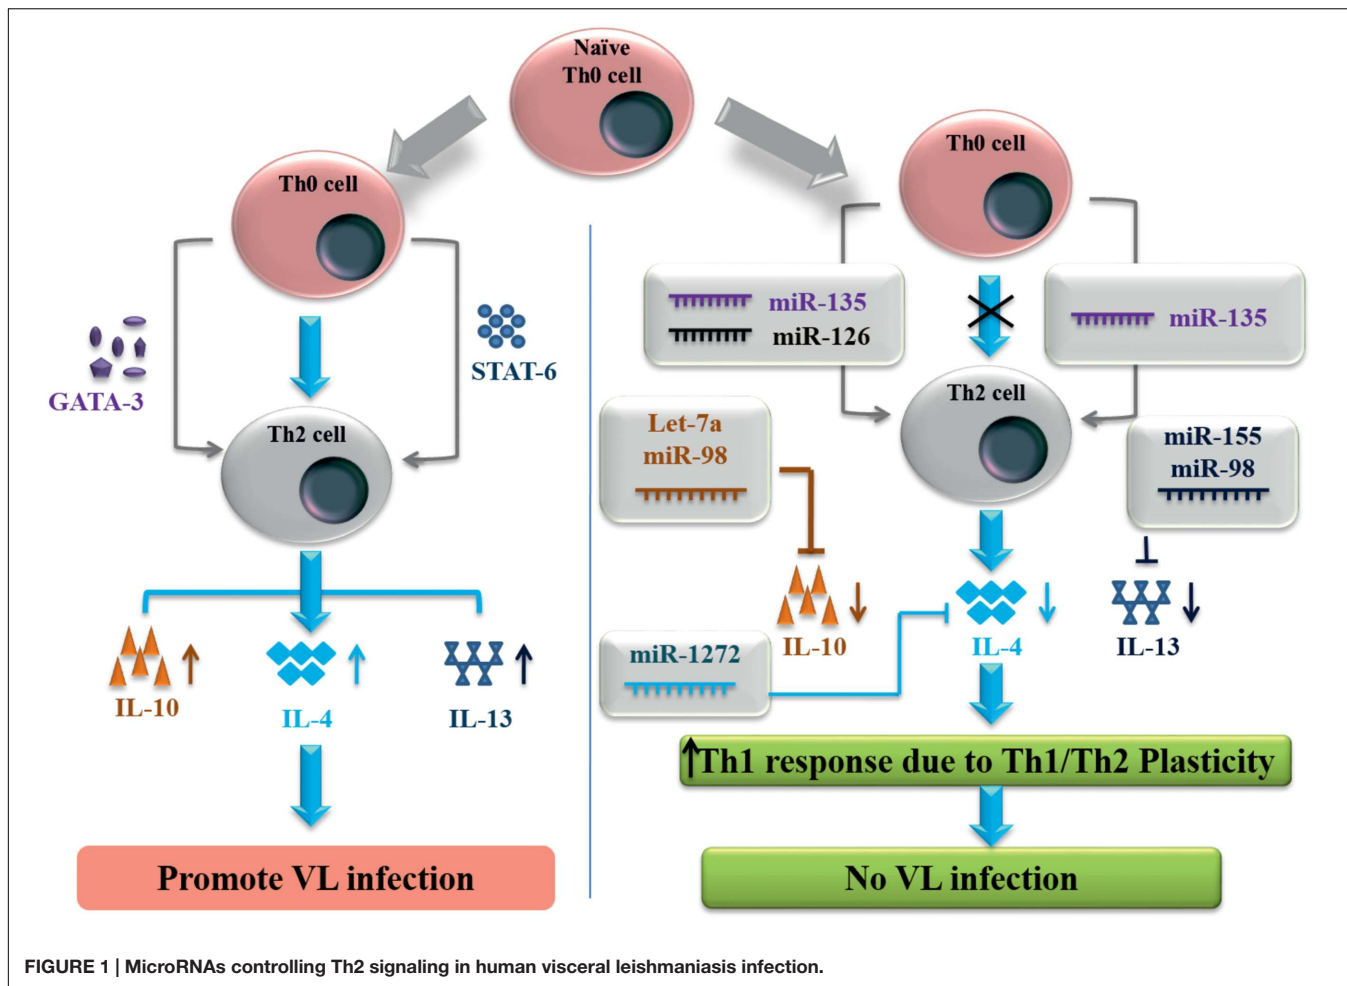 Naïve
Th0 cell
Th0 cell
GATA-3
STAT-6
Th2 cell
IL-10
IL-4
IL-13
Promote VL infection
Th0 cell
miR-135
miR-126
miR-135
Th2 cell
Let-7a
miR-98
miR-155
miR-98
IL-10
IL-4
IL-13
miR-1272
Th1 response due to Th1/Th2 Plasticity
No VL infection
FIGURE 1 | MicroRNAs controlling Th2 signaling in human visceral leishmaniasis infection.